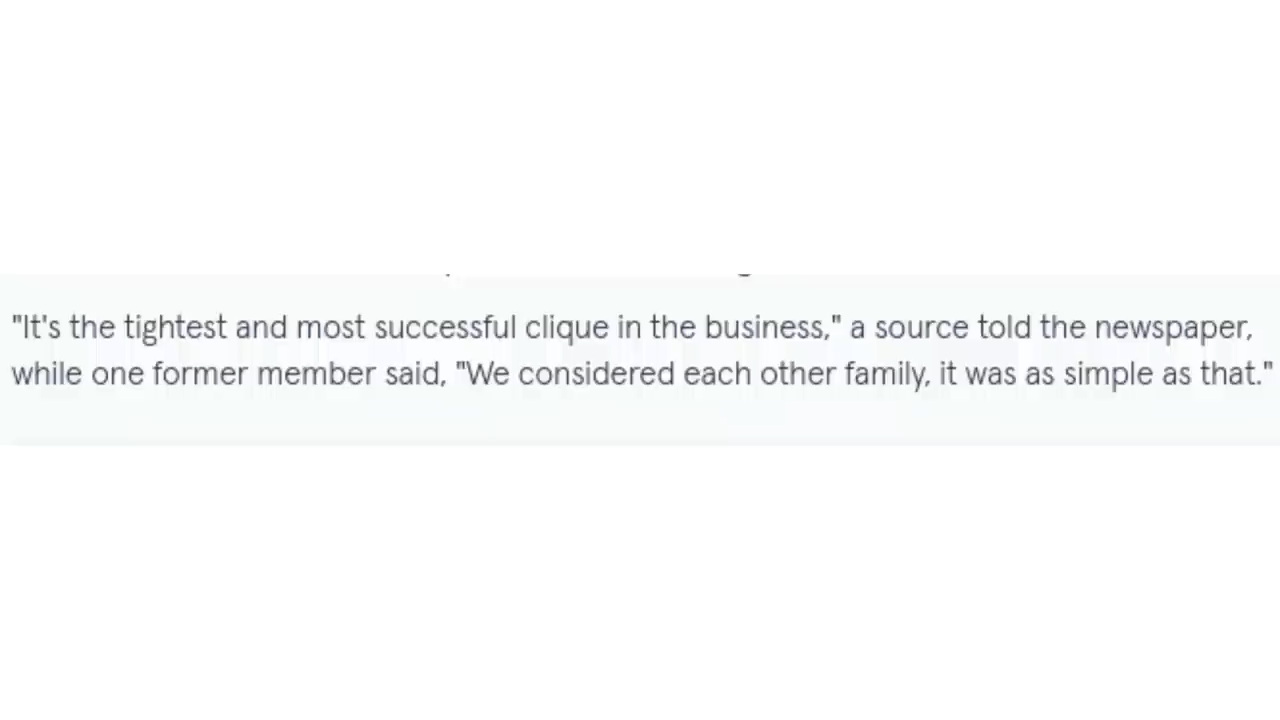 "It's the tightest and most successful clique in the business," a source told the newspaper,
while one former member said, "We considered each other family, it was as simple as that."